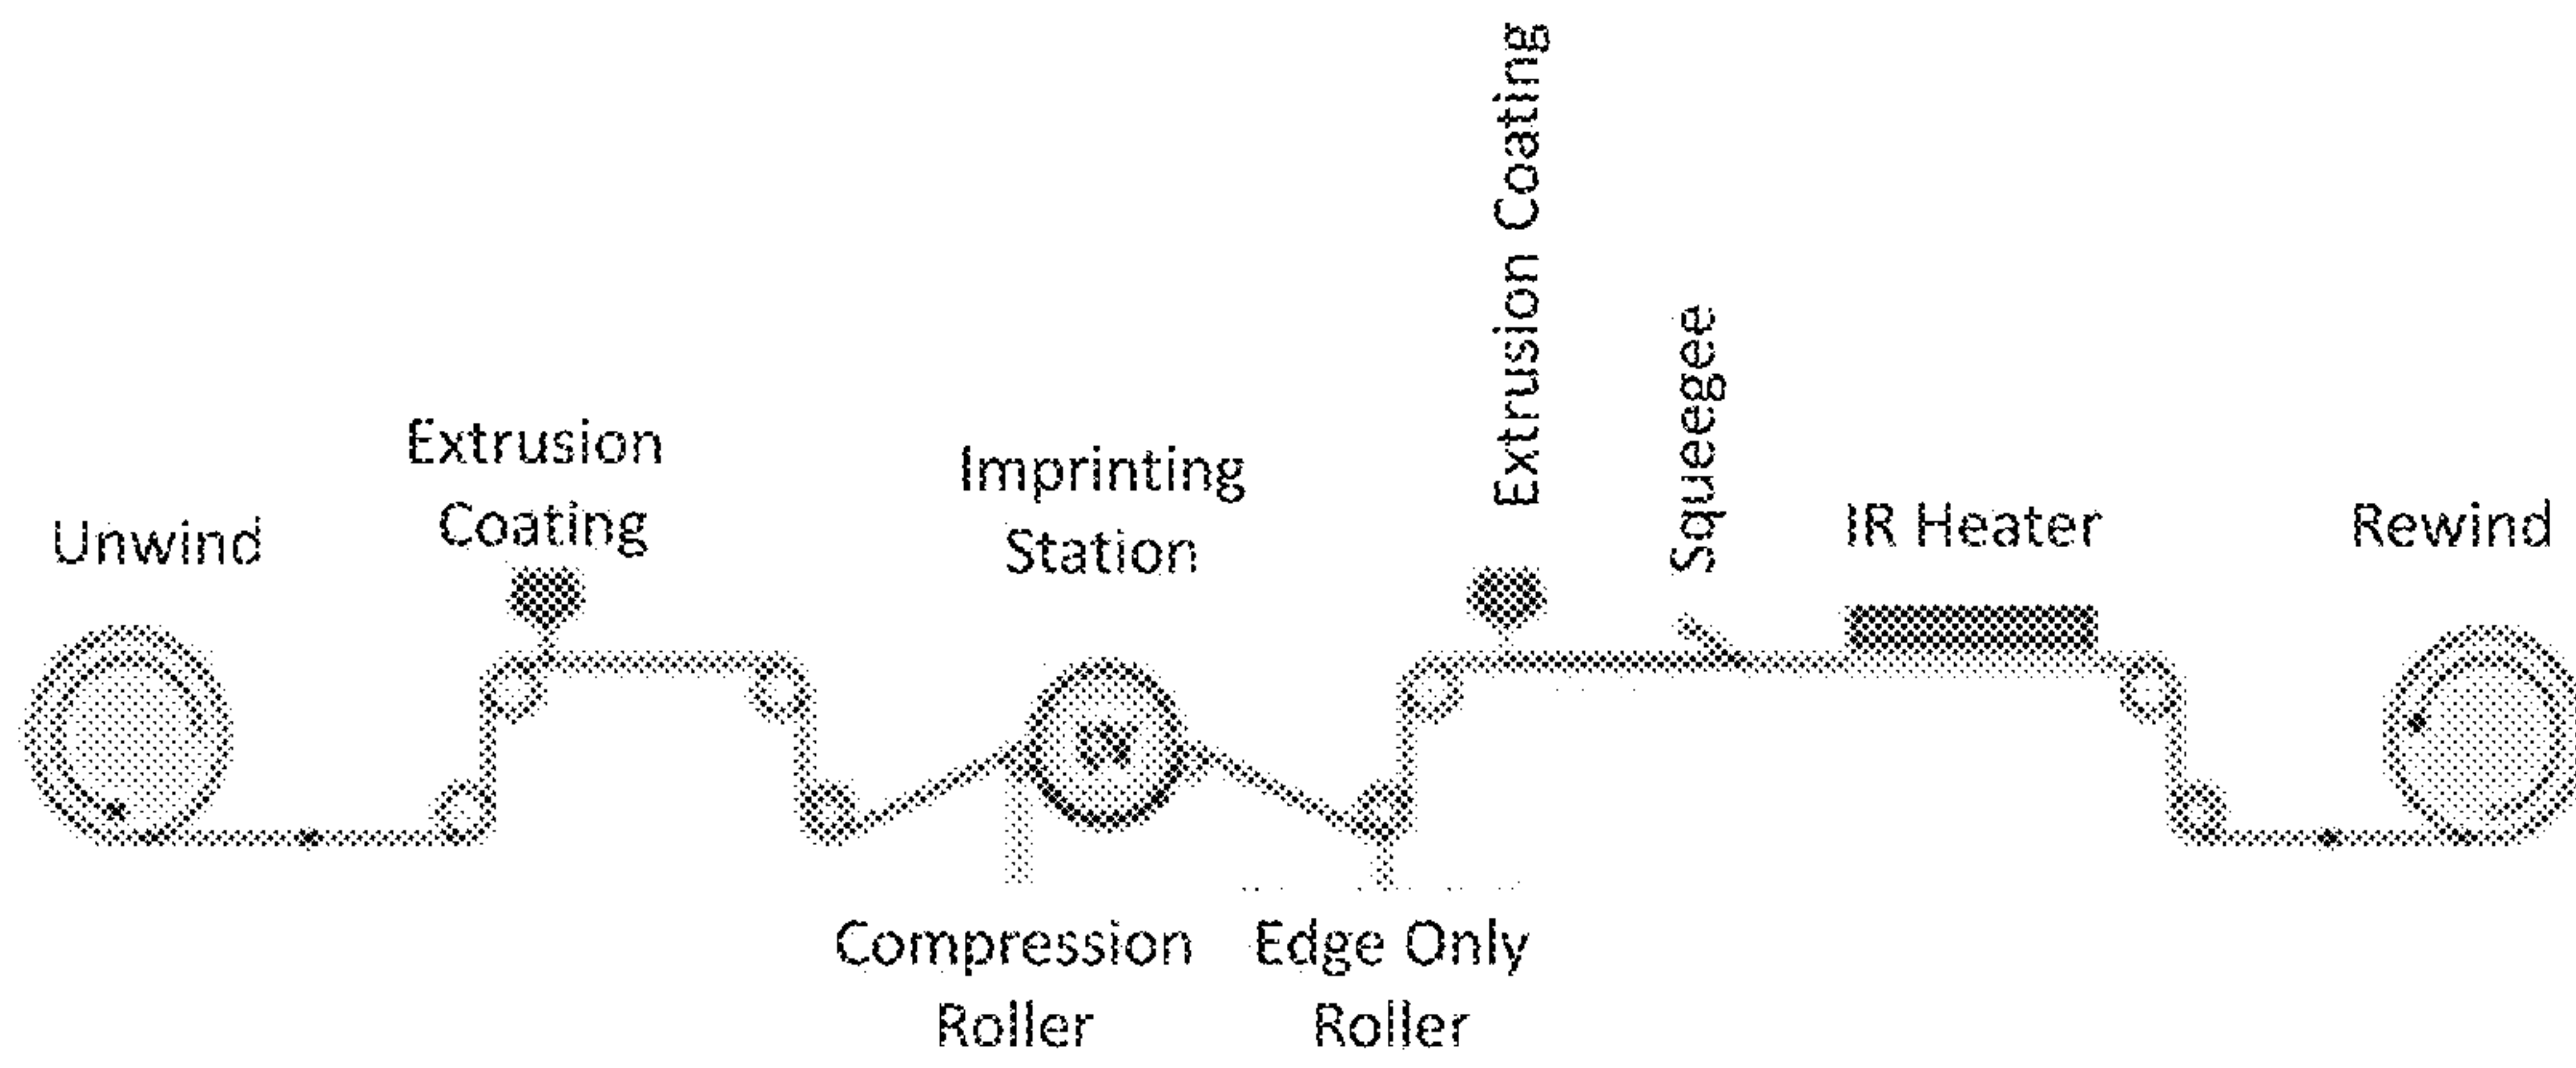 Unwind
Extrusion
Coating
Imprinting
Station
Extrusion Coating
Squeegee
IR Heater
Rewind
Compression
Roller
Edge Only
Roller